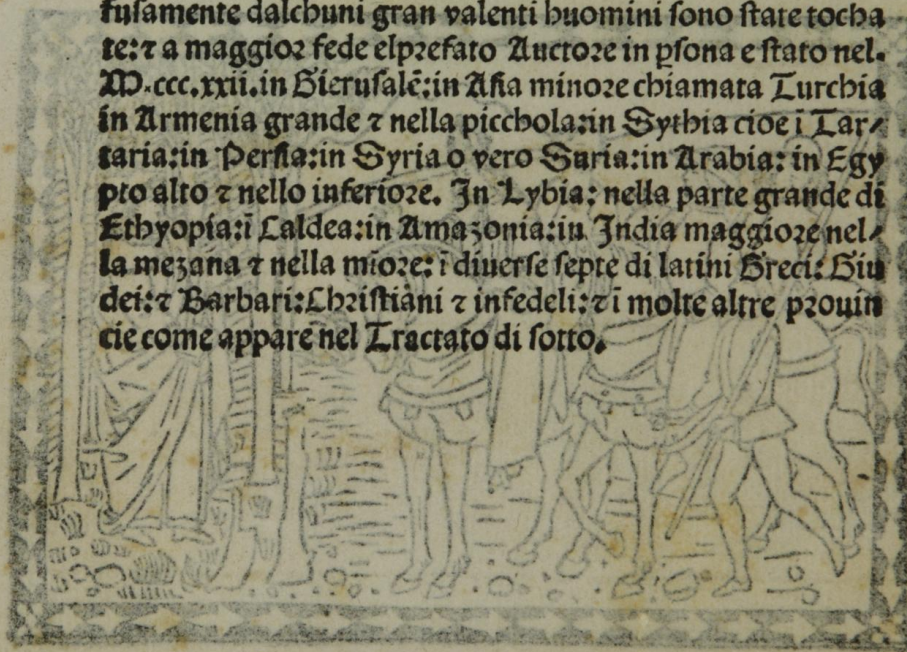 fusamente dalchuni gran valenti huomini sono state tocha
te:⁊ a maggior fede elprefato Auctore in ꝑsona e stato nel.
M.ccc.xxii.in Hierusalē:in Asia minore chiamata Turchia
in Armenia grande ⁊ nella picchola:in Sythia cioe ī Tar⸗
taria:in Persia:in Syria o vero Suria:in Arabia: in Egy
pto alto ⁊ nello inferiore. In Lybia: nella parte grande di
Ethyopia:ī Caldea:in Amazonia:in India maggiore nel⸗
la mezana ⁊ nella mīore: ī diuerse septe di latini Greci: Giu
dei:⁊ Barbari:Christiani ⁊ infedeli:⁊ ī molte altre prouin
cie come appare nel Tractato di sotto.